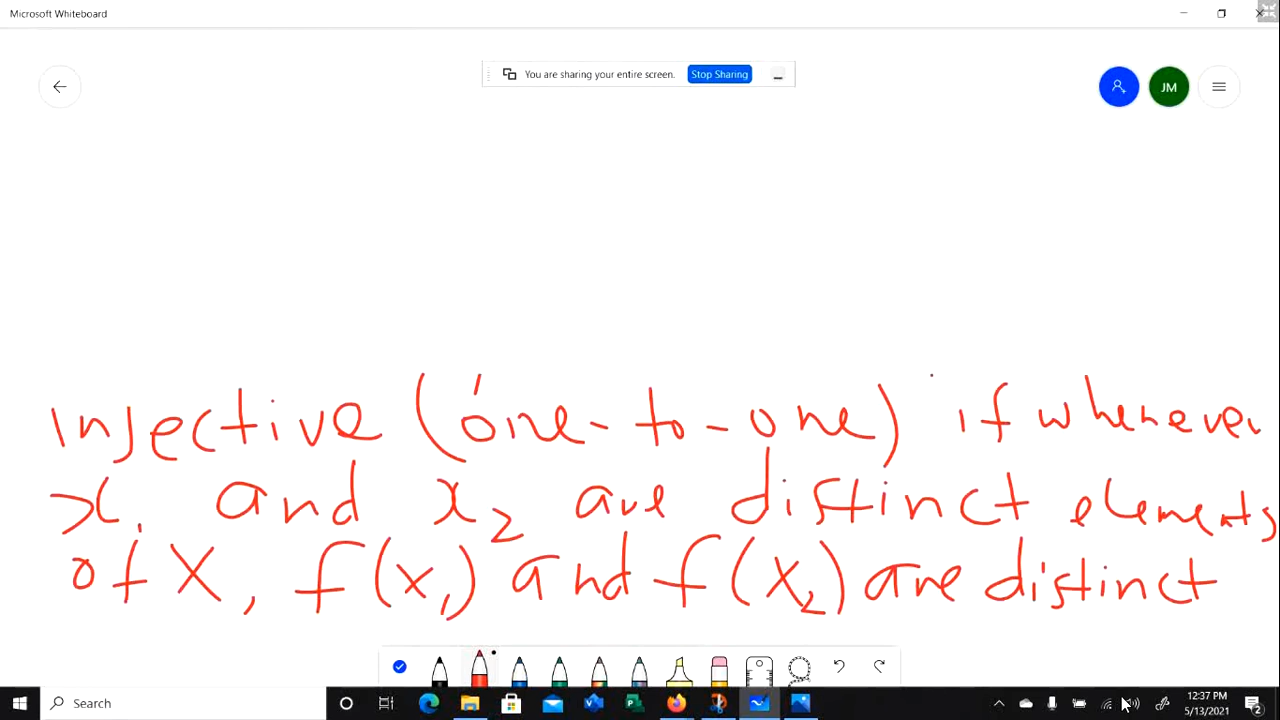 Microsoft Whiteboard
You are sharing your entire screen. Stop Sharing
JM
injective (one-to-one) if whenever
x₁ and x₂ are distinct elements
of X, f(x₁) and f(x₂) are distinct
Search
12:37 PM
5/13/2021
2